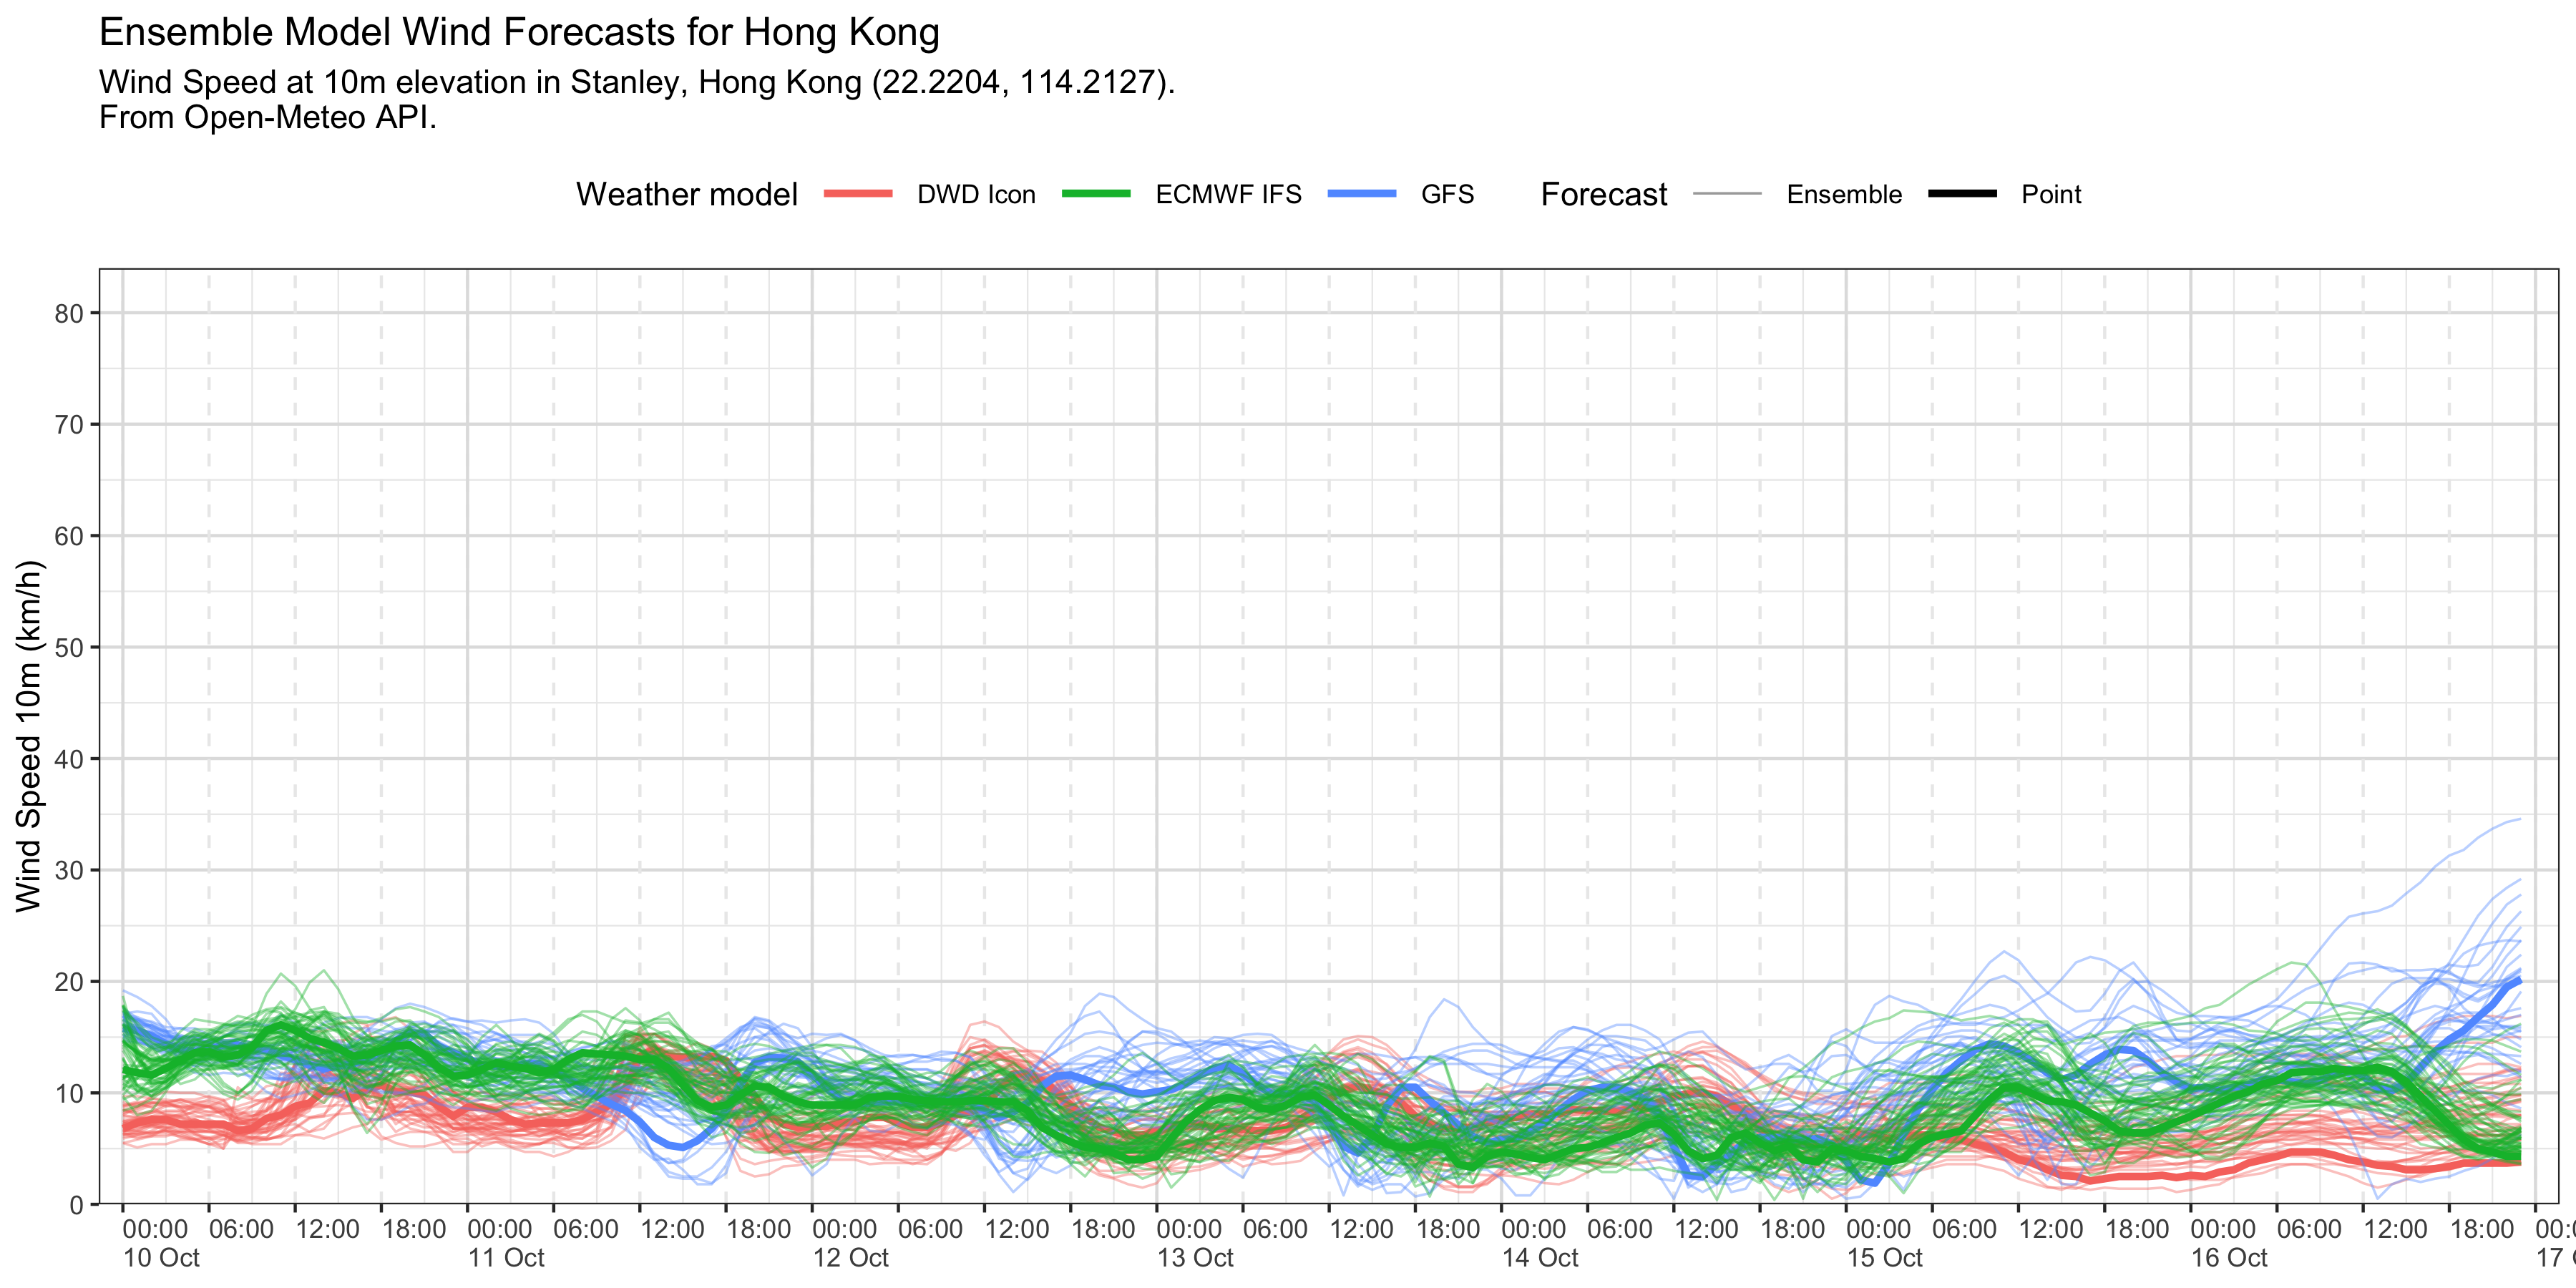 Ensemble Model Wind Forecasts for Hong Kong
Wind Speed at 10m elevation in Stanley, Hong Kong (22.2204, 114.2127).
From Open-Meteo API.
Weather model DWD Icon ECMWF IFS GFS Forecast Ensemble Point
Wind Speed 10m (km/h)
80
70
60
50
40
30
20
10
0
00:00 06:00 12:00 18:00 00:00 06:00 12:00 18:00 00:00 06:00 12:00 18:00 00:00 06:00 12:00 18:00 00:00 06:00 12:00 18:00 00:00 06:00 12:00 18:00 00:00 06:00 12:00 18:00 00:0
10 Oct 11 Oct 12 Oct 13 Oct 14 Oct 15 Oct 16 Oct 17